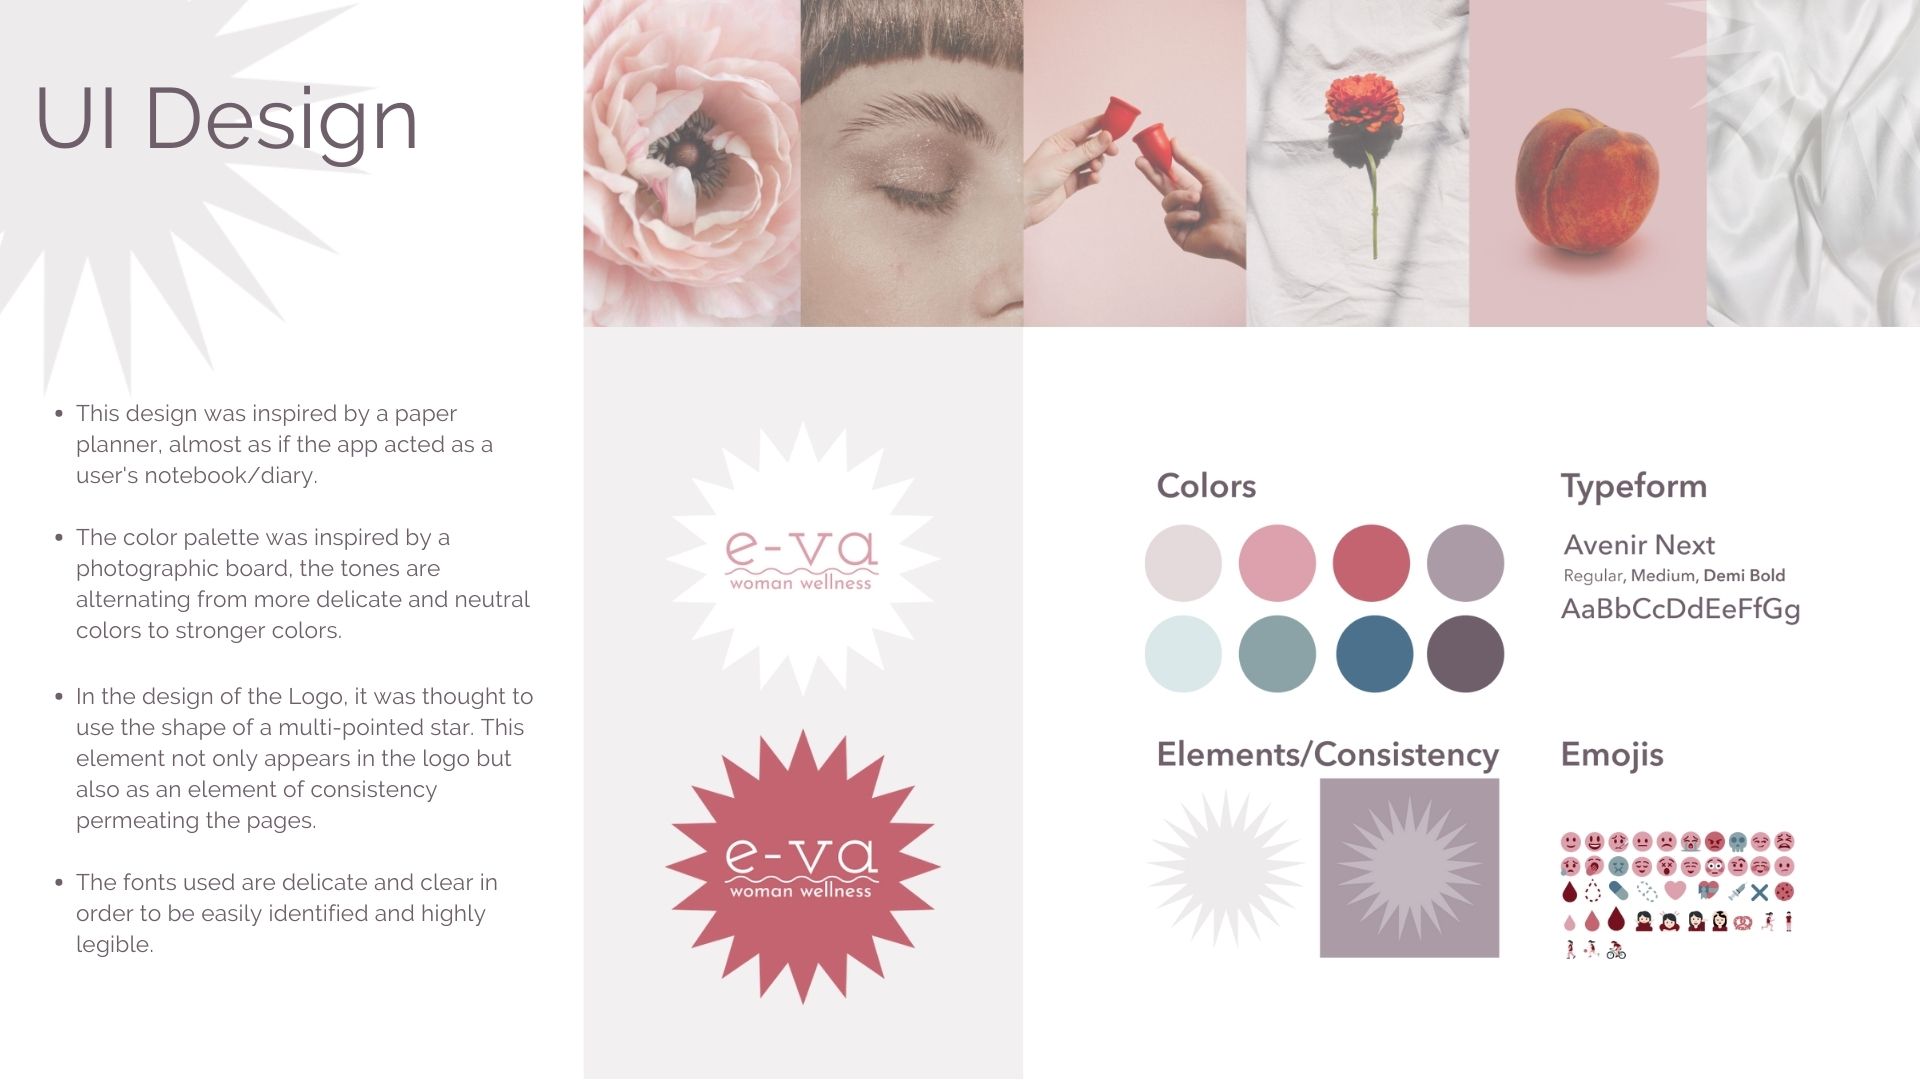 UI Design
• This design was inspired by a paper
planner, almost as if the app acted as a
user's notebook/diary.
• The color palette was inspired by a
photographic board, the tones are
alternating from more delicate and neutral
colors to stronger colors.
• In the design of the Logo, it was thought to
use the shape of a multi-pointed star. This
element not only appears in the logo but
also as an element of consistency
permeating the pages.
• The fonts used are delicate and clear in
order to be easily identified and highly
legible.
e-va
woman wellness
e-va
woman wellness
Colors
Typeform
Avenir Next
Regular, Medium, Demi Bold
AaBbCcDdEeFfGg
Elements/Consistency
Emojis